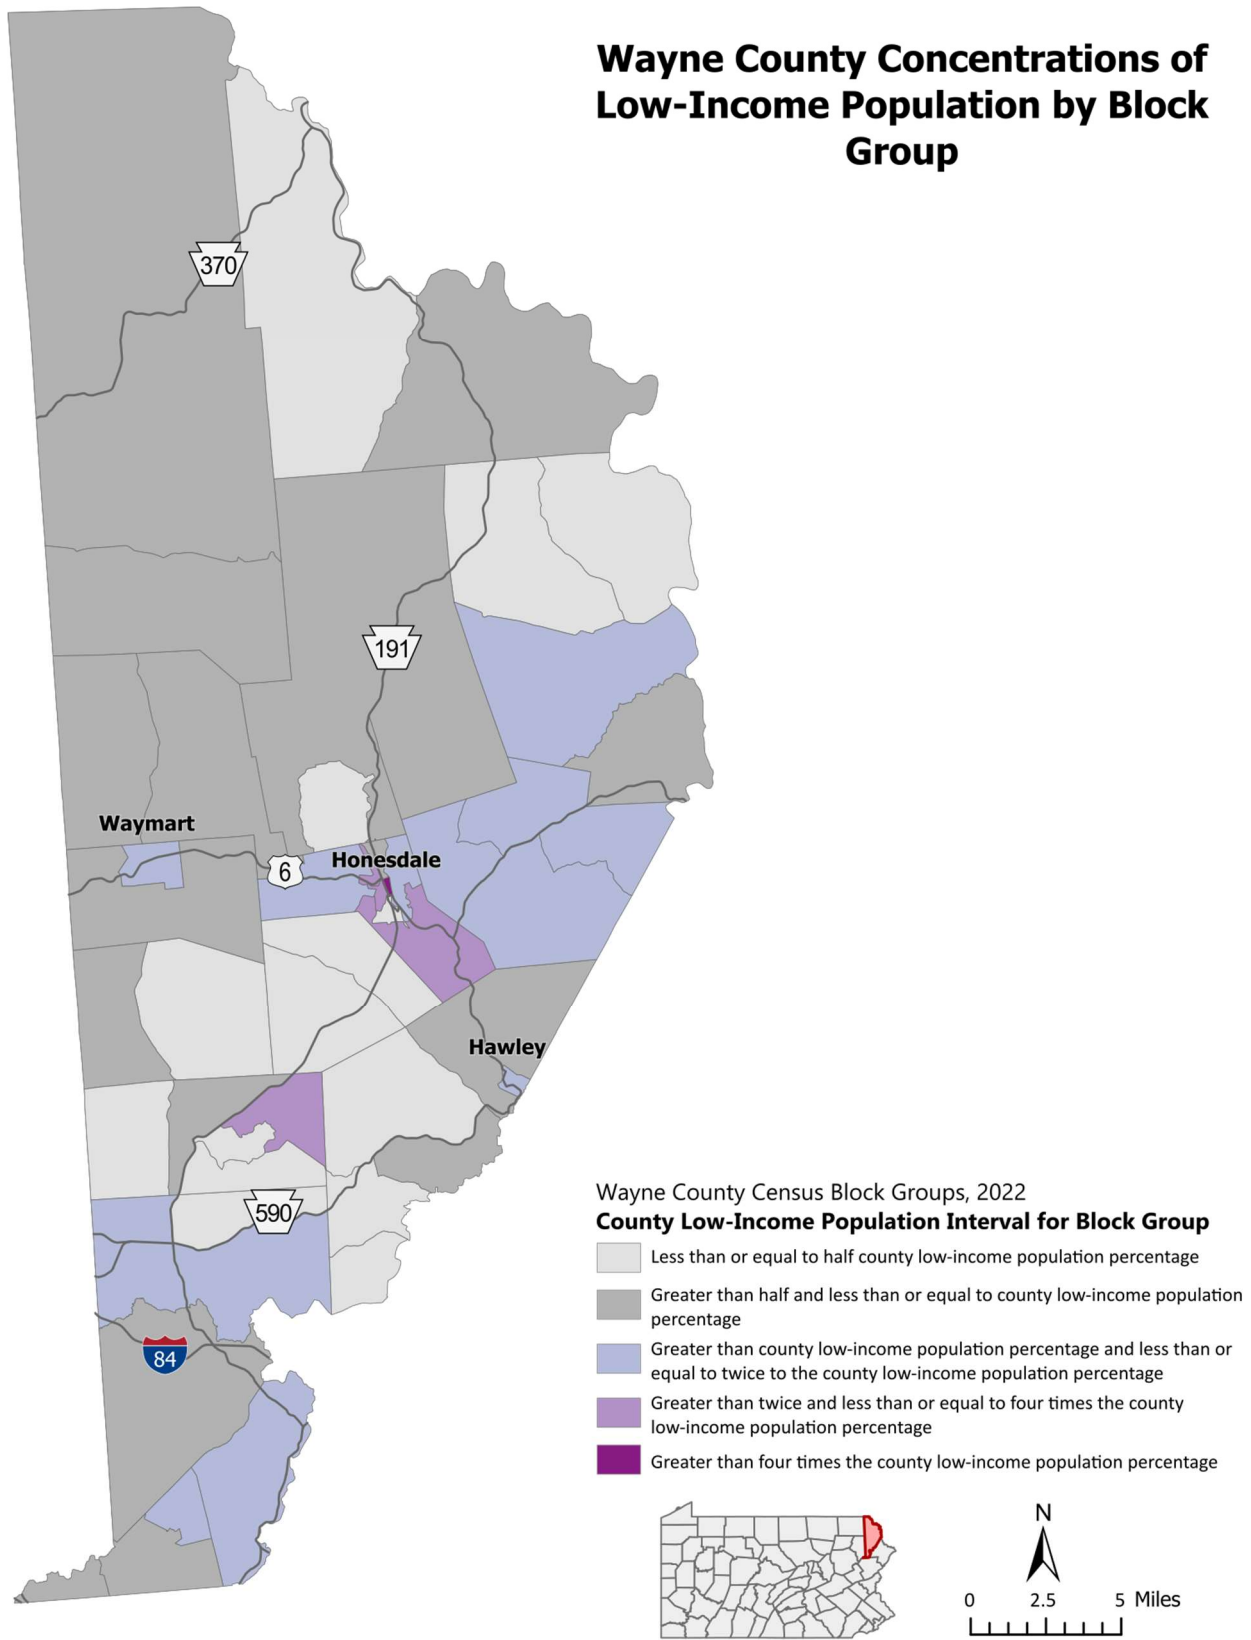 Wayne County Concentrations of
Low-Income Population by Block
Group
370
191
Waymart
6
Honesdale
Hawley
590
84
Wayne County Census Block Groups, 2022
County Low-Income Population Interval for Block Group
Less than or equal to half county low-income population percentage
Greater than half and less than or equal to county low-income population
percentage
Greater than county low-income population percentage and less than or
equal to twice to the county low-income population percentage
Greater than twice and less than or equal to four times the county
low-income population percentage
Greater than four times the county low-income population percentage
N
0 2.5 5 Miles